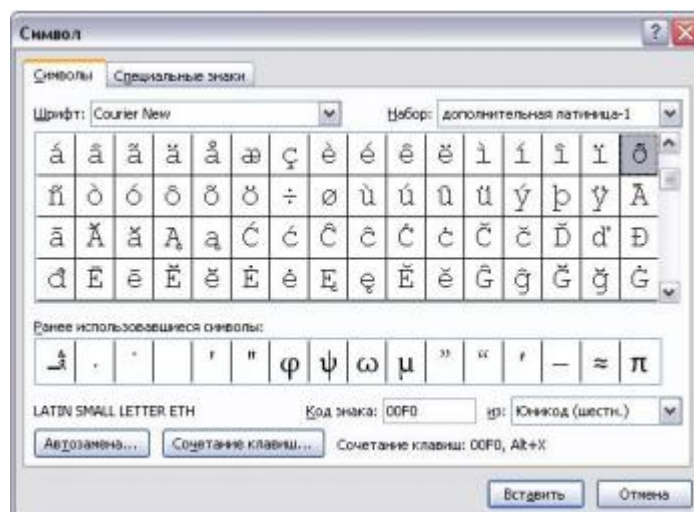 Символ
Символы Специальные знаки
Шрифт: Courier New Набор: дополнительная латиница-1
á â ã ä å æ ç è é ê ë ì í î ï ð
ñ ò ó ô õ ö ÷ ø ù ú û ü ý þ ÿ Ā
ā Ă ă Ą ą Ć ć Ĉ ĉ Ċ ċ Č č Ď ď Đ
đ Ē ē Ĕ ĕ Ė ė Ę ę Ě ě Ĝ ĝ Ğ ğ Ġ
Ранее использовавшиеся символы:
' " φ ψ ω μ ” “ ′ — ≈ π
LATIN SMALL LETTER ETH Код знака: 00F0 из: Юникод (шестн.)
Автозамена... Сочетание клавиш... Сочетание клавиш: 00F0, Alt+X
Вставить Отмена